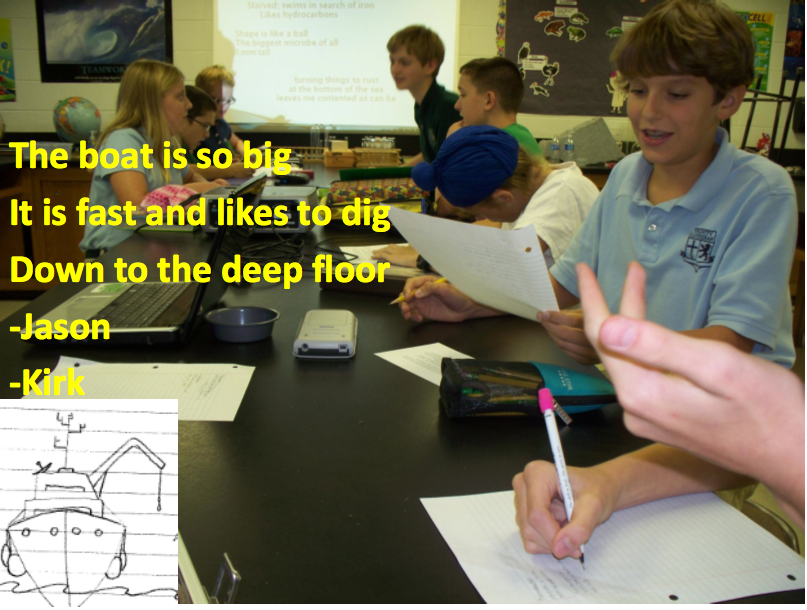 Starved; swims in search of iron
Likes hydrocarbons
Shape is like a ball
The biggest microbe of all
tall
turning things to rust
at the bottom of the sea
leaves me contented as can be
TEAMWORK
The boat is so big
It is fast and likes to dig
Down to the deep floor
-Jason
-Kirk